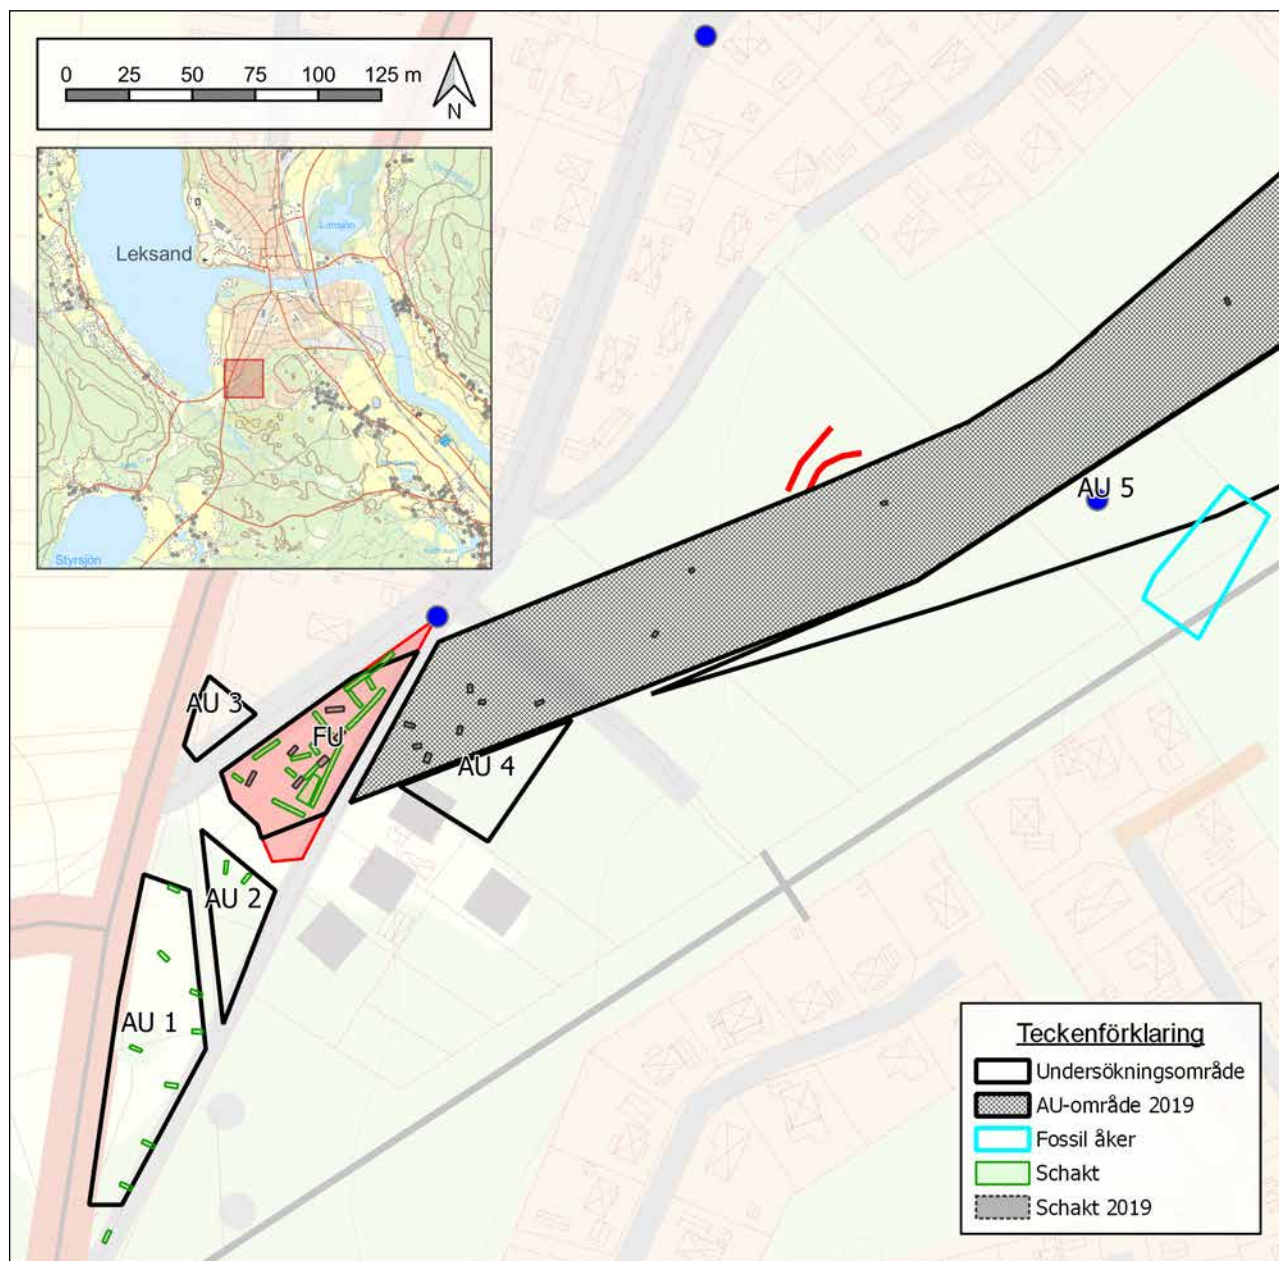 0 25 50 75 100 125 m
N
Leksand
Limsjön
Styrsjön
AU 5
AU 3
FU
AU 4
AU 2
AU 1
Teckenförklaring
Undersökningsområde
AU-område 2019
Fossil åker
Schakt
Schakt 2019